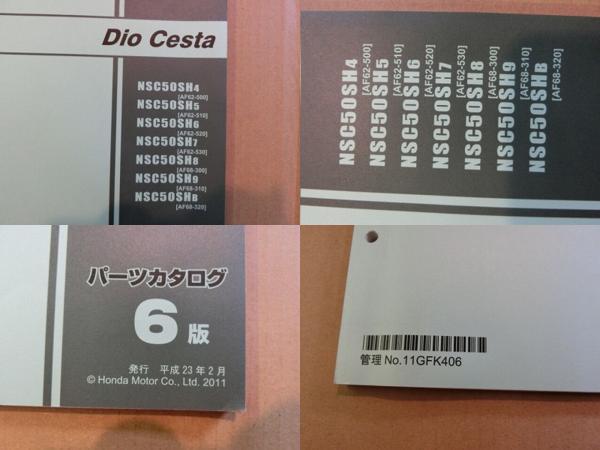 Dio Cesta
NSC50SH4
[AF62-500]
NSC50SH5
[AF62-510]
NSC50SH6
[AF62-520]
NSC50SH7
[AF62-530]
NSC50SH8
[AF68-300]
NSC50SH9
[AF68-310]
NSC50SHB
[AF68-320]
NSC50SH4
[AF62-500]
NSC50SH5
[AF62-510]
NSC50SH6
[AF62-520]
NSC50SH7
[AF62-530]
NSC50SH8
[AF68-300]
NSC50SH9
[AF68-310]
NSC50SHB
[AF68-320]
パーツカタログ
6版
発行 平成23年2月
© Honda Motor Co., Ltd. 2011
管理 No.11GFK406